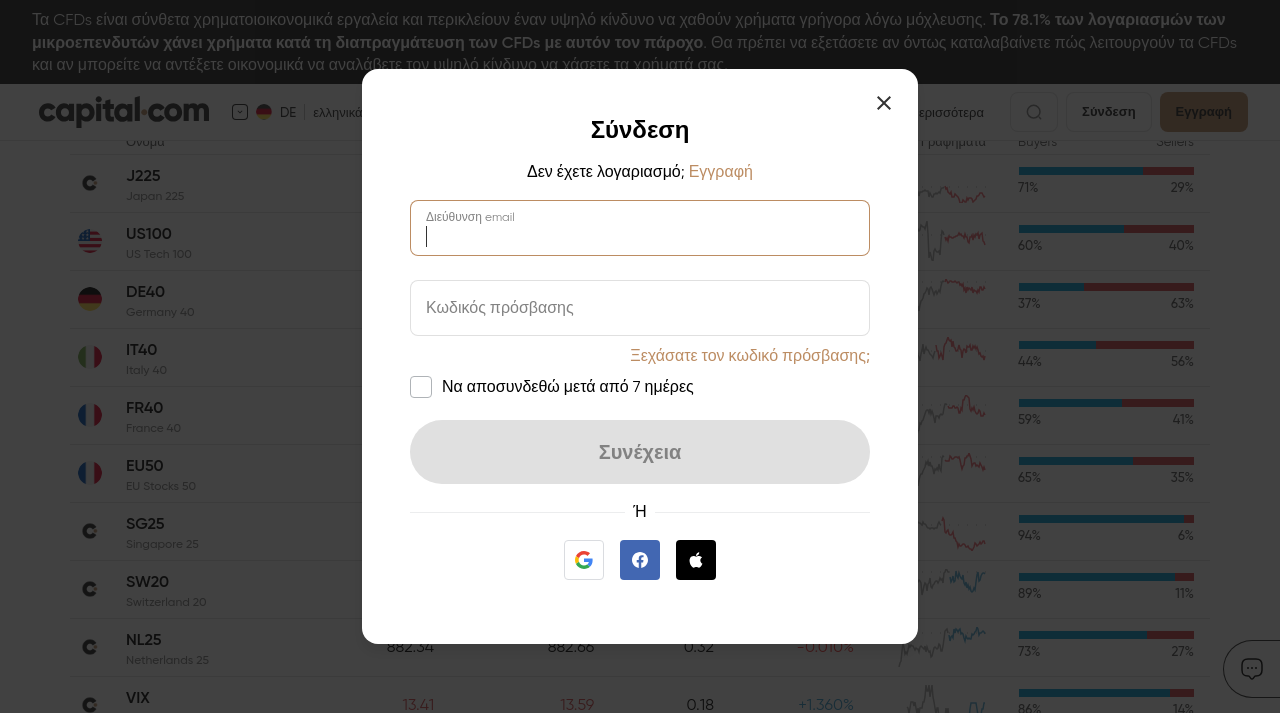 Τα CFDs είναι σύνθετα χρηματοιοικονομικά εργαλεία και περικλείουν έναν υψηλό κίνδυνο να χαθούν χρήματα γρήγορα λόγω μόχλευσης. Το 78.1% των λογαριασμών των
μικροεπενδυτών χάνει χρήματα κατά τη διαπραγμάτευση των CFDs με αυτόν τον πάροχο. Θα πρέπει να εξετάσετε αν όντως καταλαβαίνετε πώς λειτουργούν τα CFDs
και αν μπορείτε να αντέξετε οικονομικά να αναλάβετε τον υψηλό κίνδυνο να χάσετε τα χρήματά σας
capital.com DE ελληνικά Σύνδεση Εγγραφή
Όνομα Buyers Sellers
Σύνδεση
Δεν έχετε λογαριασμό; Εγγραφή
Διεύθυνση email
Κωδικός πρόσβασης
Ξεχάσατε τον κωδικό πρόσβασης;
Να αποσυνδεθώ μετά από 7 ημέρες
Συνέχεια
Ή
J225 71% 29%
Japan 225
US100 60% 40%
US Tech 100
DE40 37% 63%
Germany 40
IT40 44% 56%
Italy 40
FR40 59% 41%
France 40
EU50 65% 35%
EU Stocks 50
SG25 94% 6%
Singapore 25
SW20 89% 11%
Switzerland 20
NL25 882.34 882.66 0.32 -0.010% 73% 27%
Netherlands 25
VIX 13.41 13.59 0.18 +1.360% 86% 14%